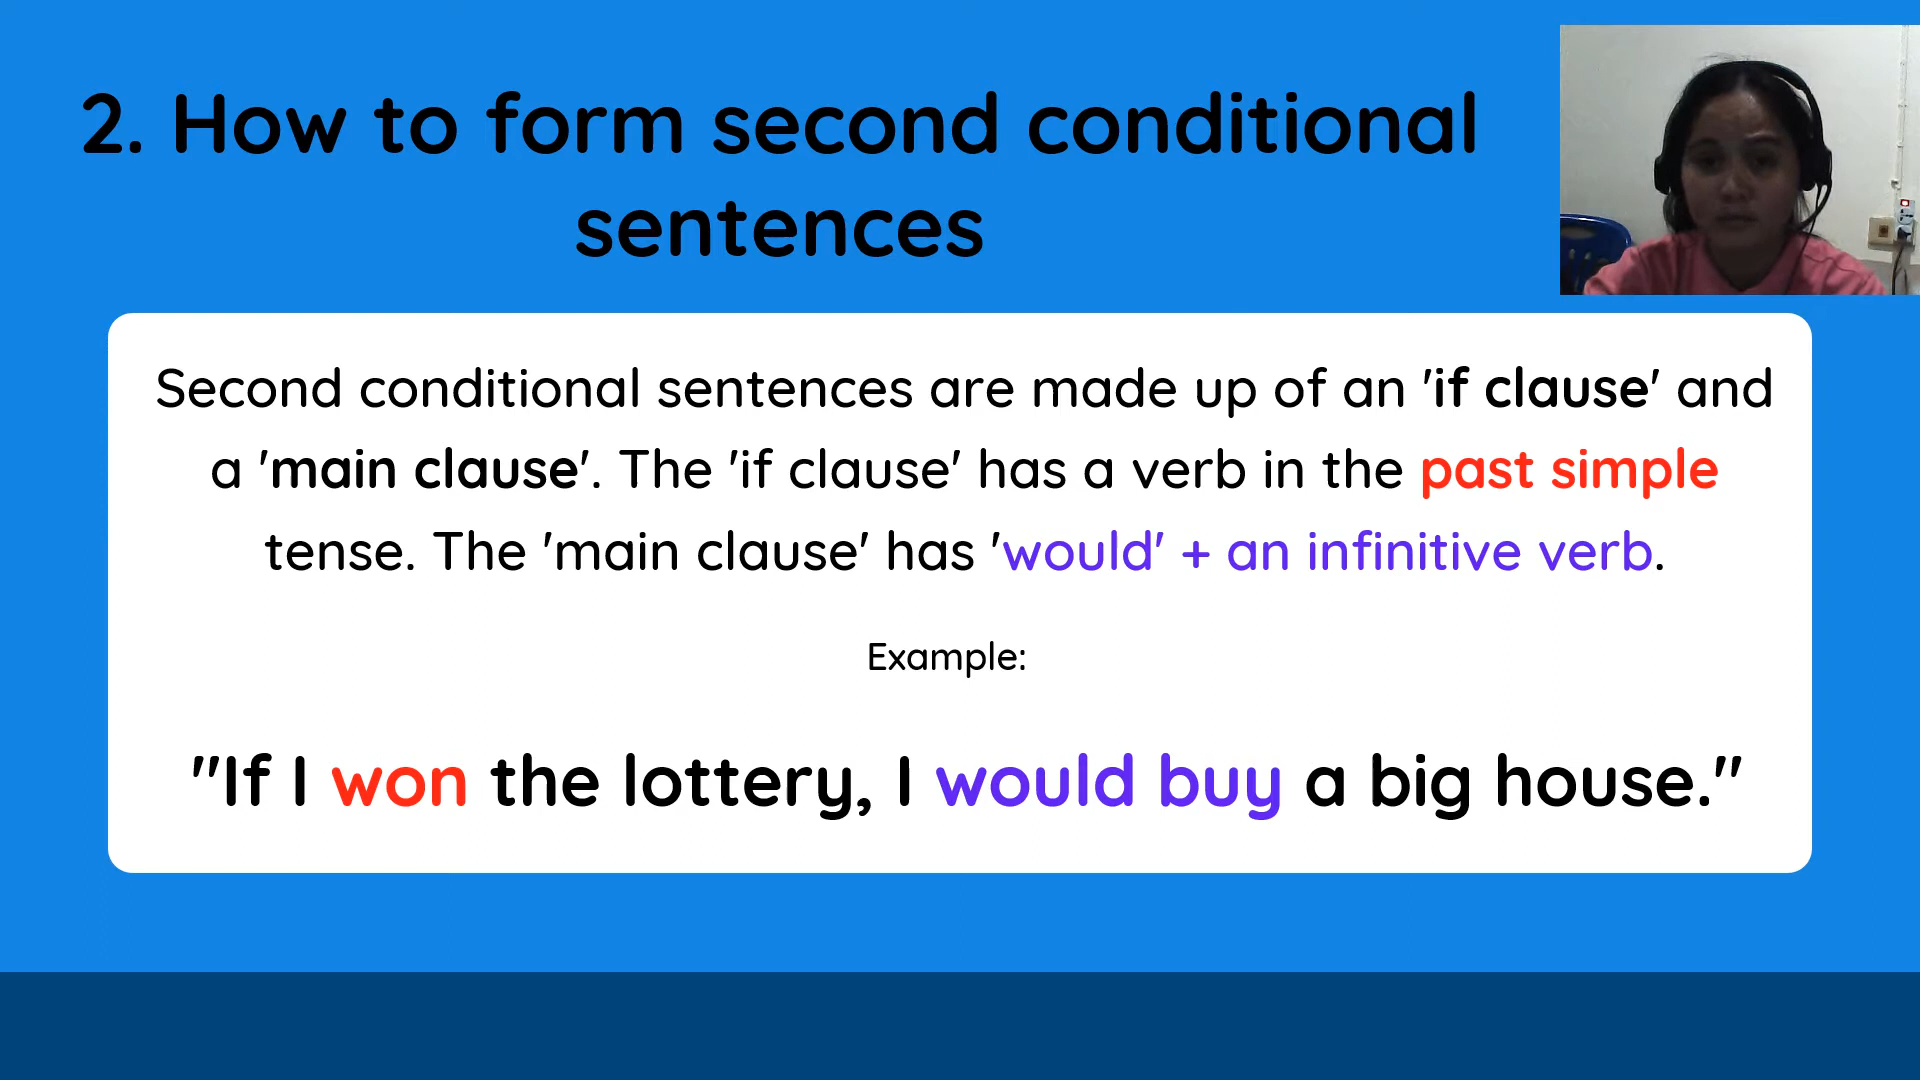 2. How to form second conditional
sentences
Second conditional sentences are made up of an 'if clause' and
a 'main clause'. The 'if clause' has a verb in the past simple
tense. The 'main clause' has 'would' + an infinitive verb.
Example:
"If I won the lottery, I would buy a big house."